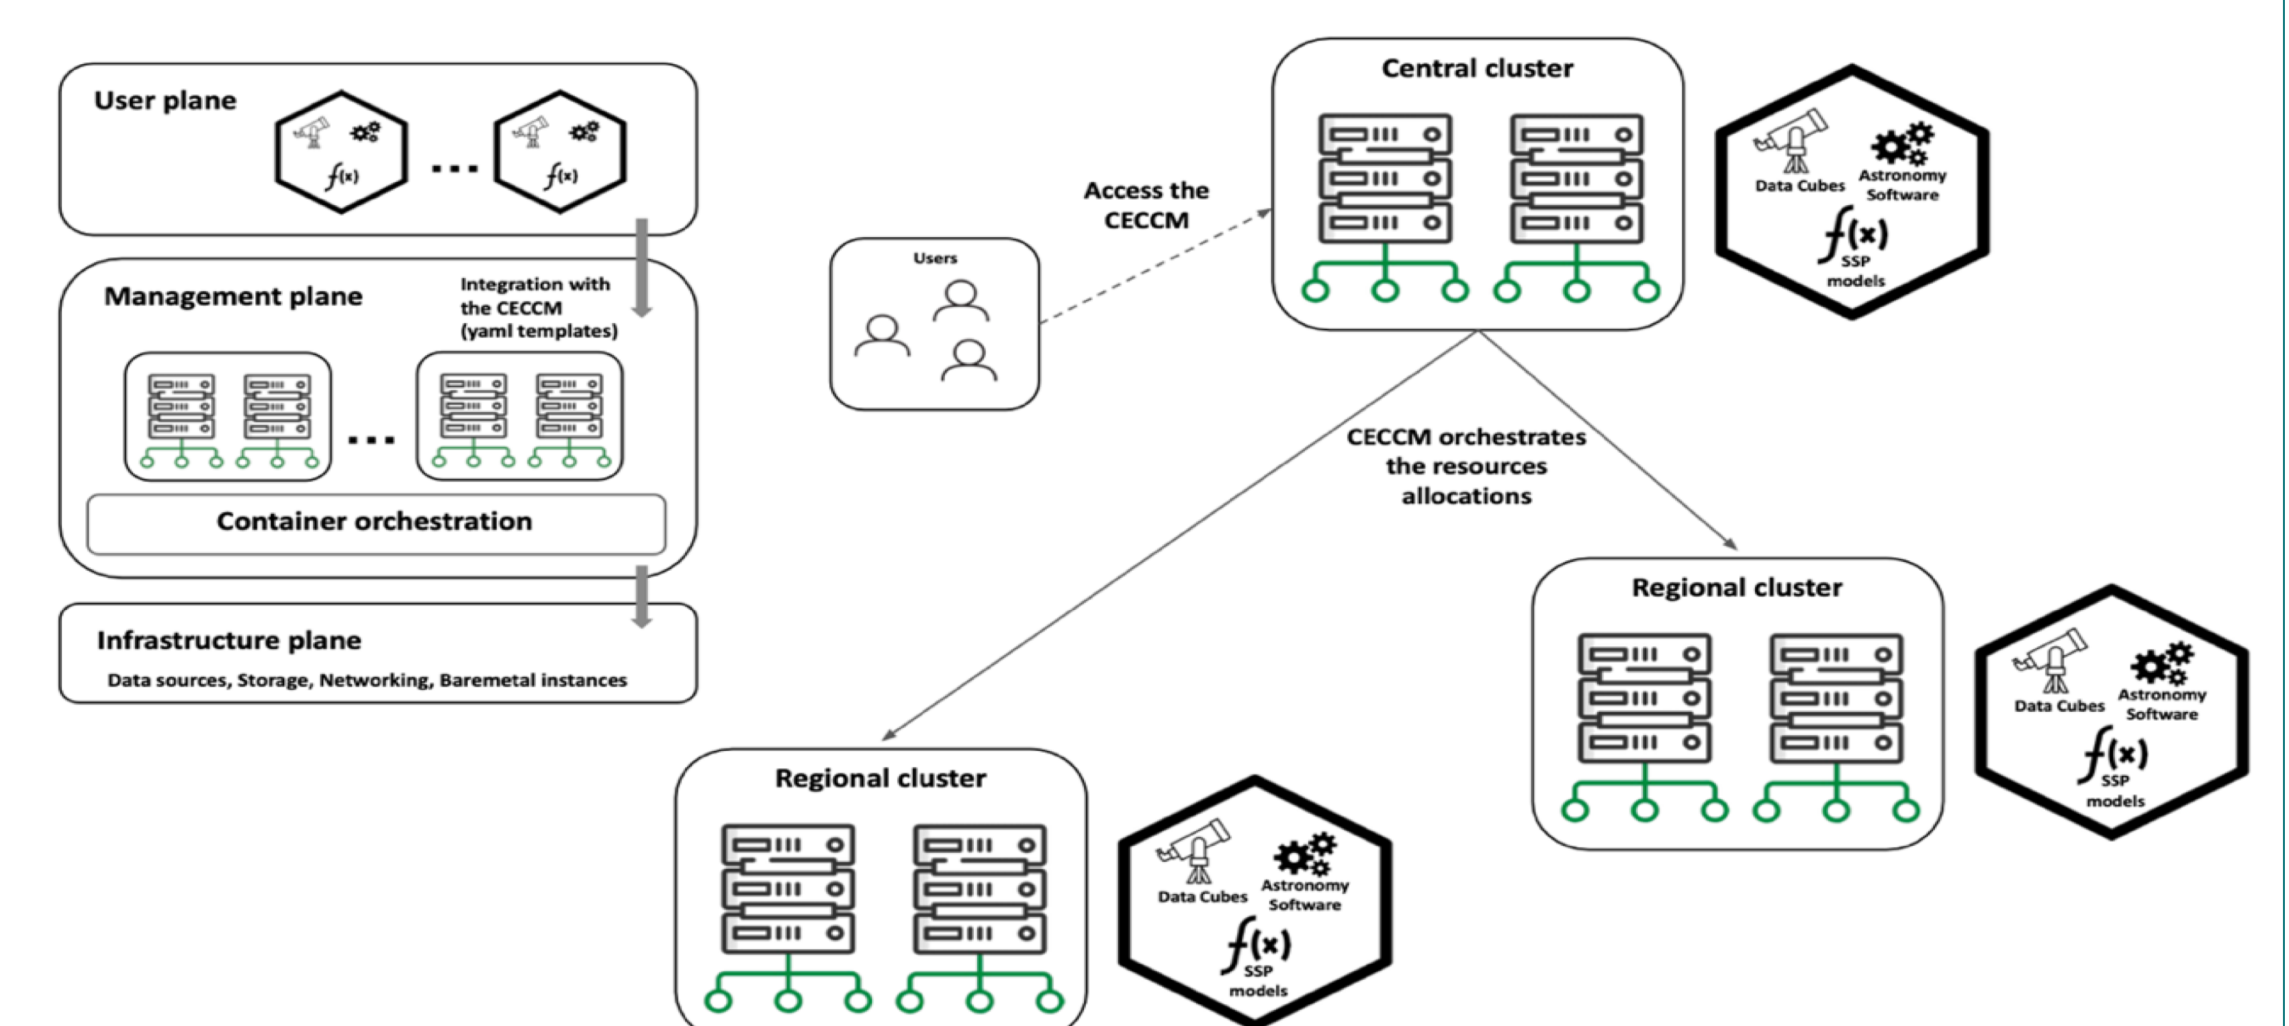 User plane
f(x)
f(x)
Management plane
Integration with
the CECCM
(yaml templates)
Container orchestration
Infrastructure plane
Data sources, Storage, Networking, Baremetal instances
Users
Access the
CECCM
Central cluster
Data Cubes
Astronomy
Software
f(x)
SSP
models
CECCM orchestrates
the resources
allocations
Regional cluster
Data Cubes
Astronomy
Software
f(x)
SSP
models
Regional cluster
Data Cubes
Astronomy
Software
f(x)
SSP
models